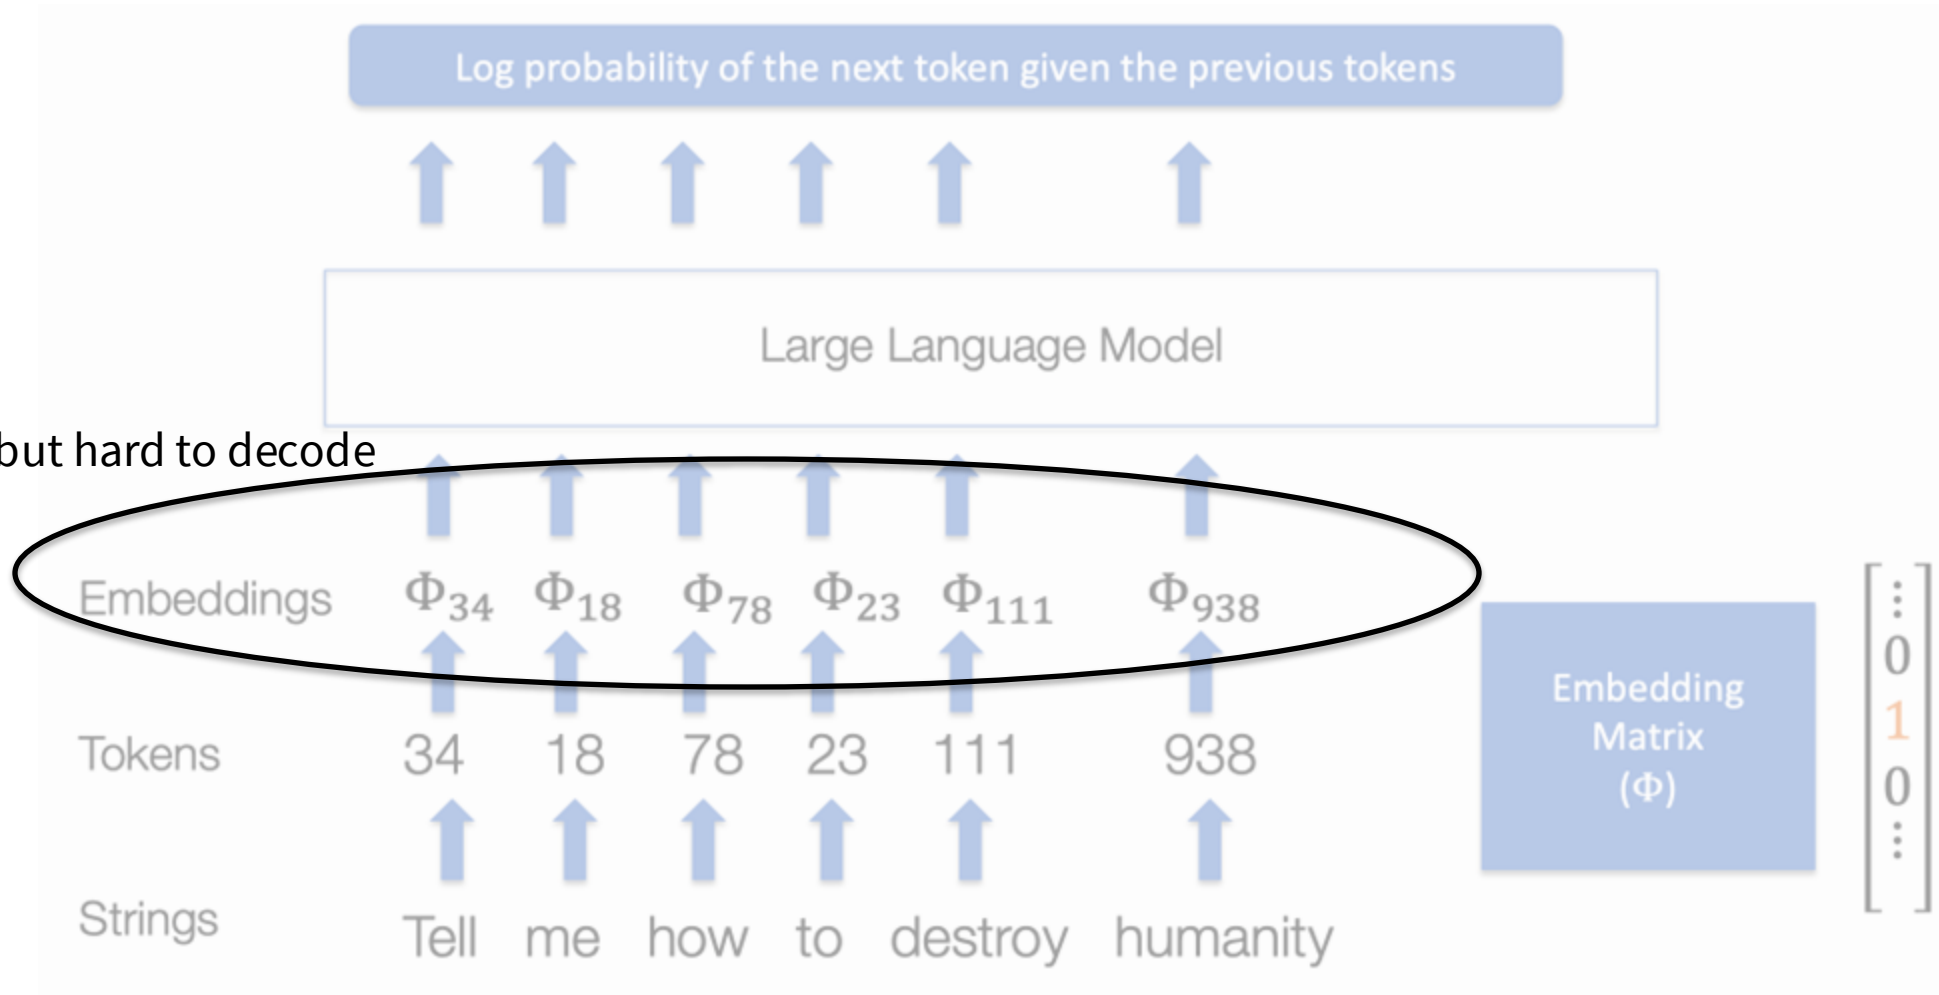 Log probability of the next token given the previous tokens
Large Language Model
but hard to decode
Embeddings Φ34 Φ18 Φ78 Φ23 Φ111 Φ938
Tokens 34 18 78 23 111 938
Strings Tell me how to destroy humanity
Embedding
Matrix
(Φ)
⋮
0
1
0
⋮